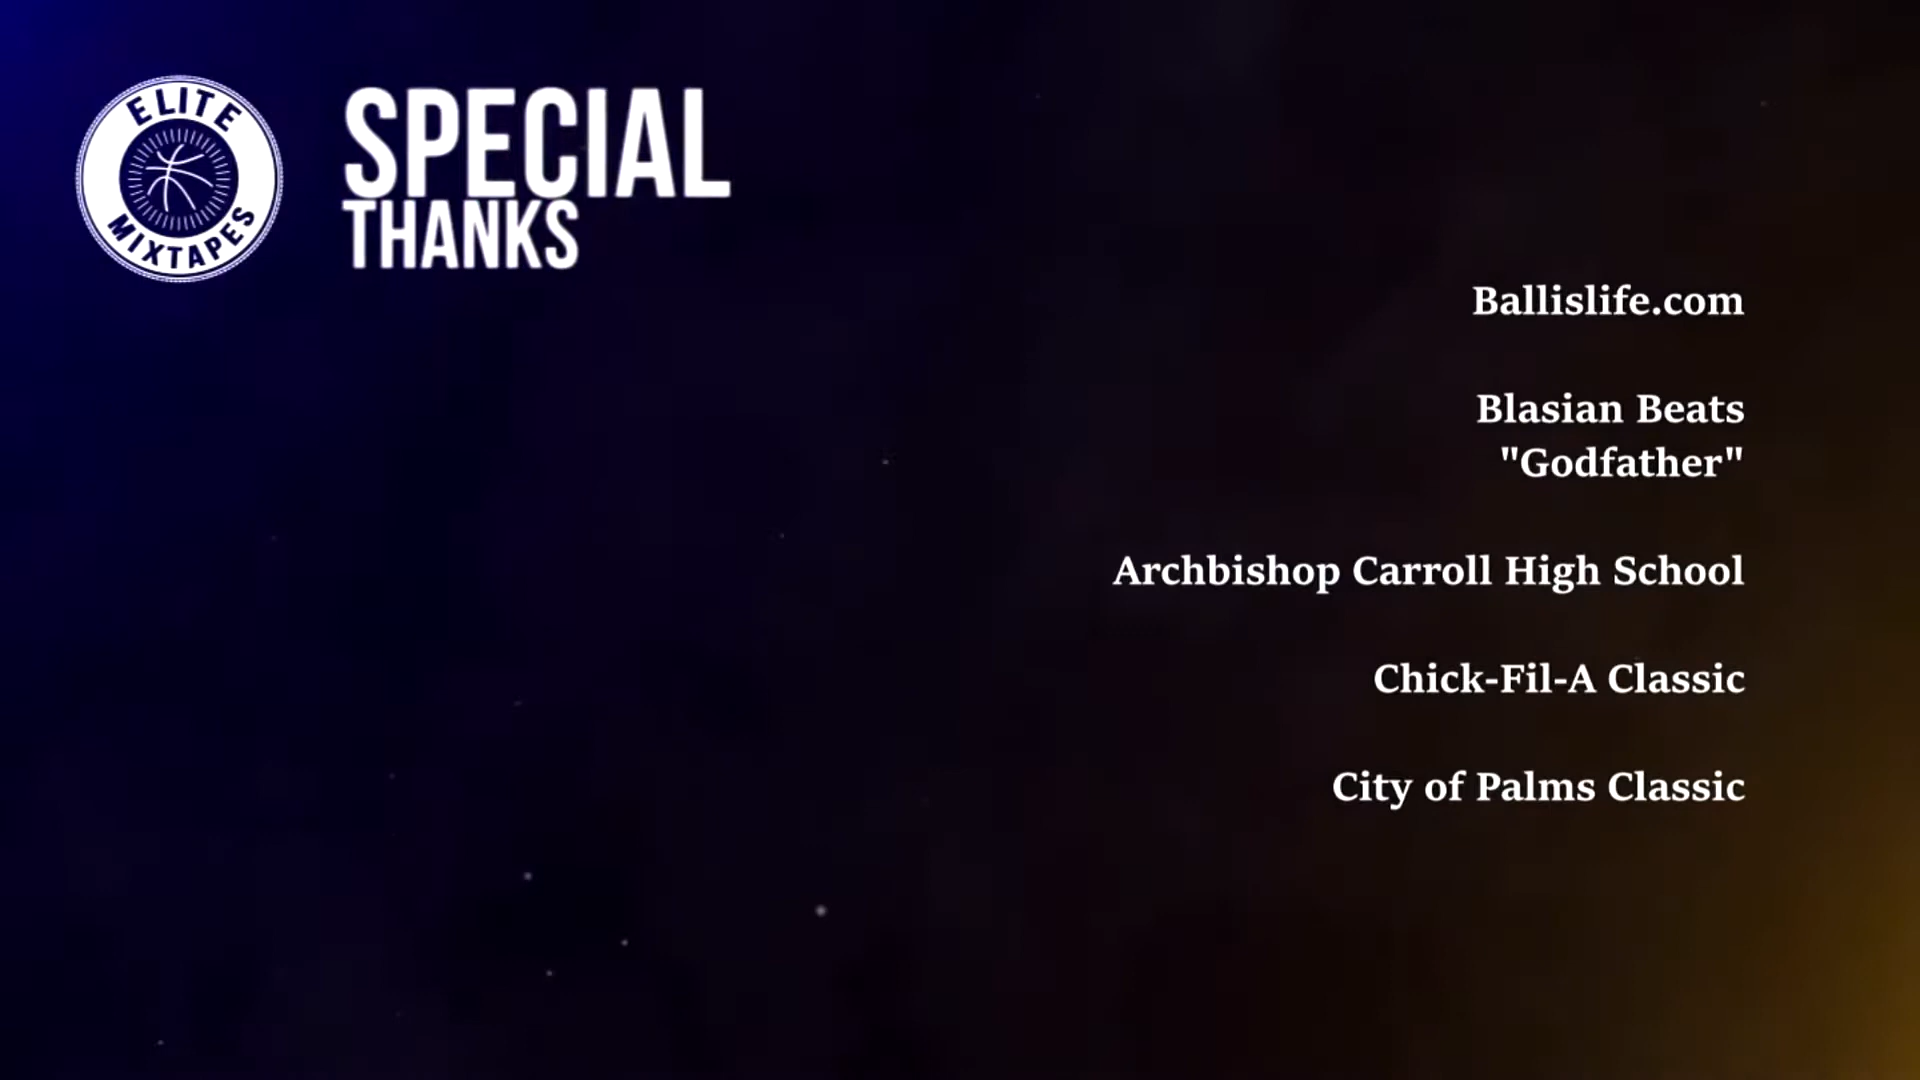 ELITE
MIXTAPES
SPECIAL
THANKS
Ballislife.com
Blasian Beats
"Godfather"
Archbishop Carroll High School
Chick-Fil-A Classic
City of Palms Classic